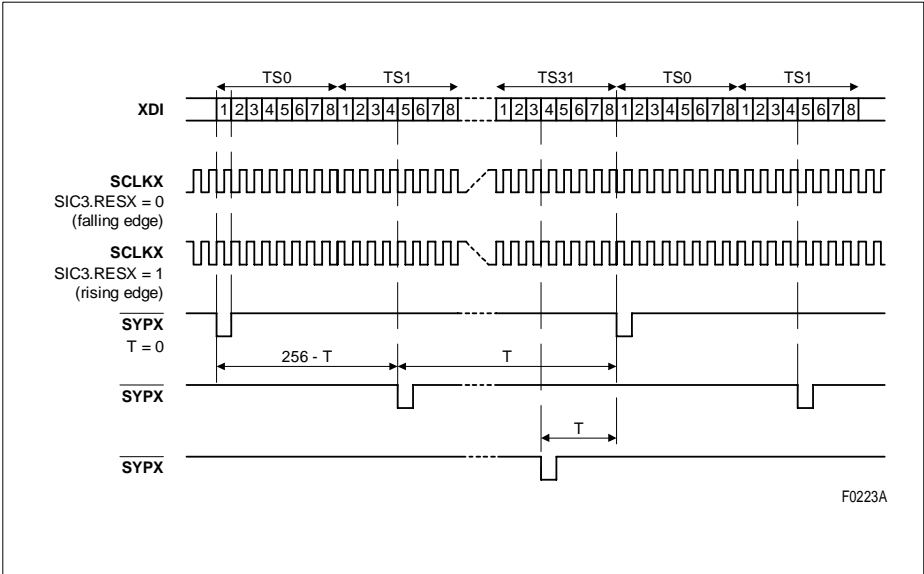 TS0 TS1 TS31 TS0 TS1
XDI 1 2 3 4 5 6 7 8 1 2 3 4 5 6 7 8 1 2 3 4 5 6 7 8 1 2 3 4 5 6 7 8 1 2 3 4 5 6 7 8
SCLKX
SIC3.RESX = 0
(falling edge)
SCLKX
SIC3.RESX = 1
(rising edge)
SYPX
T = 0
256 - T T
SYPX
T
SYPX
F0223A